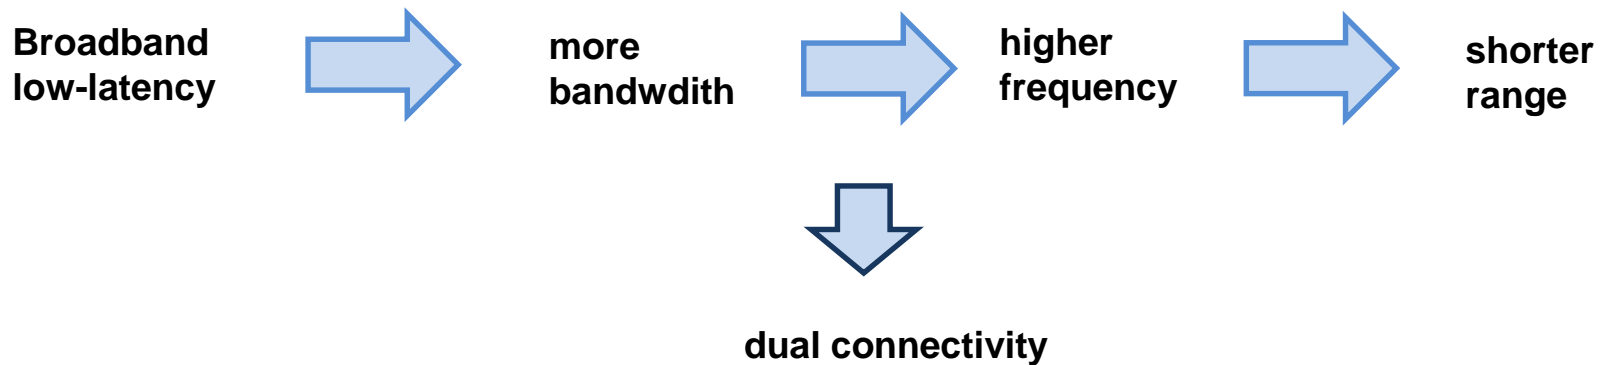 Broadband
low-latency
more
bandwdith
higher
frequency
shorter
range
dual connectivity